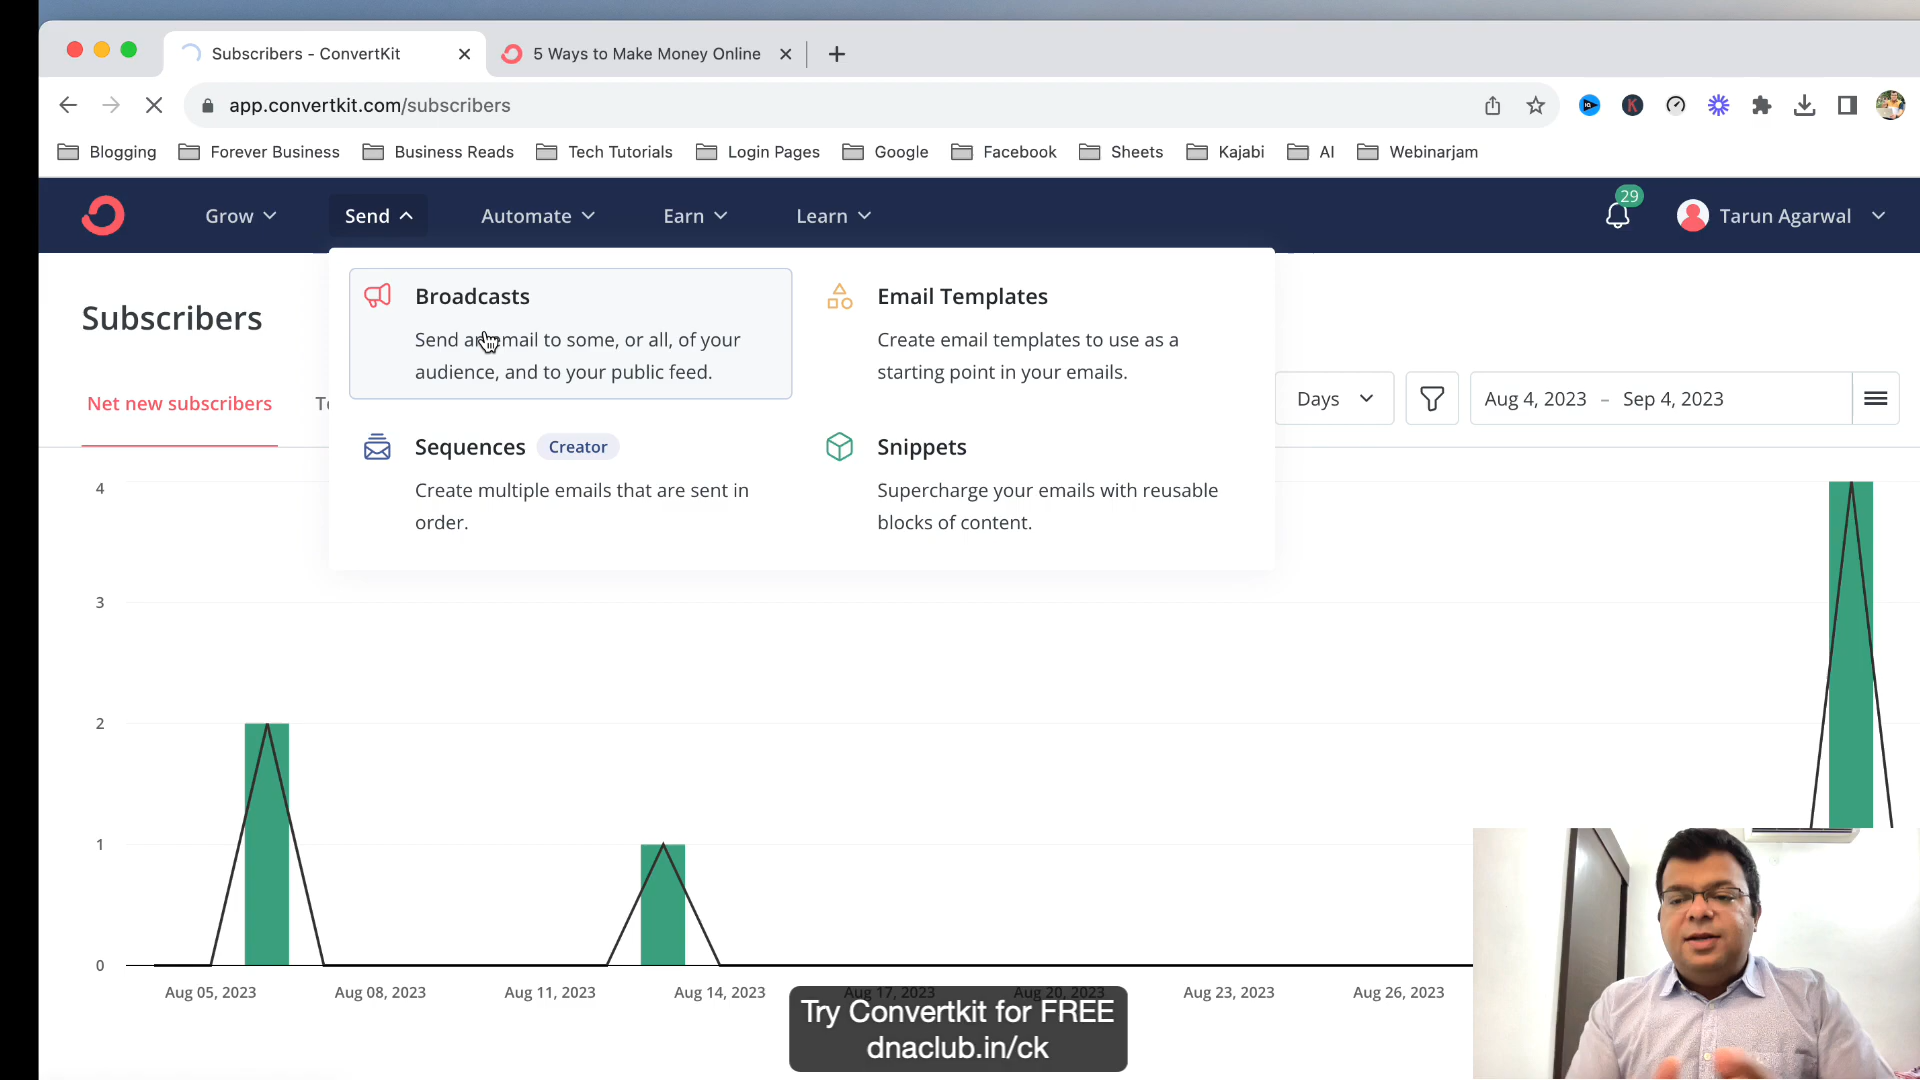 Subscribers - ConvertKit
5 Ways to Make Money Online
app.convertkit.com/subscribers
Blogging
Forever Business
Business Reads
Tech Tutorials
Login Pages
Google
Facebook
Sheets
Kajabi
AI
Webinarjam
Grow
Send
Automate
Earn
Learn
29
Tarun Agarwal
Subscribers
Broadcasts
Send an email to some, or all, of your
audience, and to your public feed.
Email Templates
Create email templates to use as a
starting point in your emails.
Sequences Creator
Create multiple emails that are sent in
order.
Snippets
Supercharge your emails with reusable
blocks of content.
Net new subscribers
Days
Aug 4, 2023 – Sep 4, 2023
4
3
2
1
0
Aug 05, 2023
Aug 08, 2023
Aug 11, 2023
Aug 14, 2023
Aug 17, 2023
Aug 20, 2023
Aug 23, 2023
Aug 26, 2023
Try Convertkit for FREE
dnaclub.in/ck